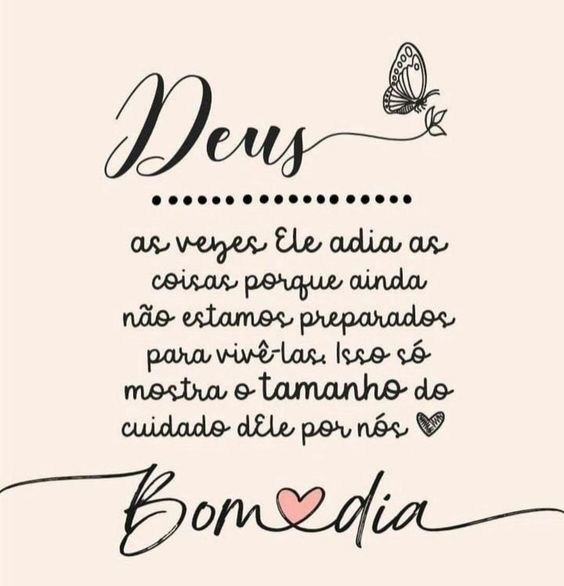 Deus
as vezes Ele adia as
coisas porque ainda
não estamos preparados
para vivê-las. Isso só
mostra o tamanho do
cuidado dEle por nós
Bom dia